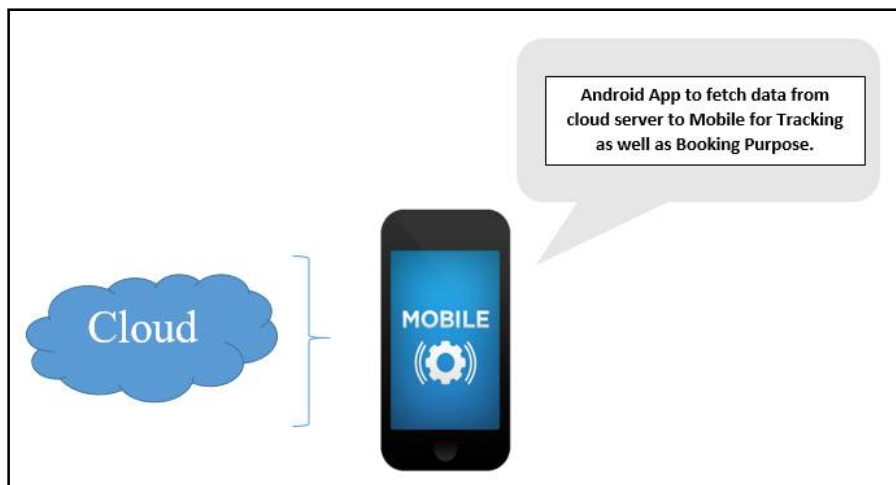 Android App to fetch data from
cloud server to Mobile for Tracking
as well as Booking Purpose.
Cloud
MOBILE